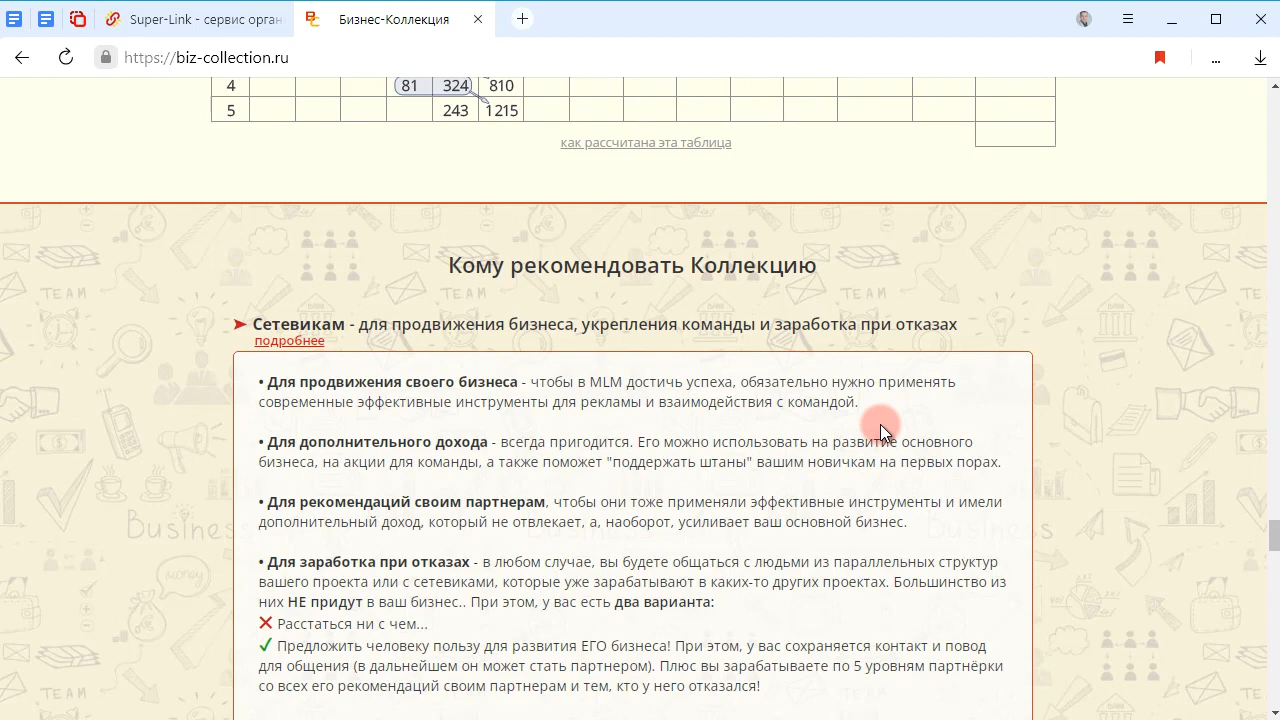 Super-Link - сервис орган
Бизнес-Коллекция
https://biz-collection.ru
4 81 324 810
5 243 1215
как рассчитана эта таблица
Кому рекомендовать Коллекцию
➤ Сетевикам - для продвижения бизнеса, укрепления команды и заработка при отказах
подробнее
• Для продвижения своего бизнеса - чтобы в MLM достичь успеха, обязательно нужно применять
современные эффективные инструменты для рекламы и взаимодействия с командой.
• Для дополнительного дохода - всегда пригодится. Его можно использовать на развитие основного
бизнеса, на акции для команды, а также поможет "поддержать штаны" вашим новичкам на первых порах.
• Для рекомендаций своим партнерам, чтобы они тоже применяли эффективные инструменты и имели
дополнительный доход, который не отвлекает, а, наоборот, усиливает ваш основной бизнес.
• Для заработка при отказах - в любом случае, вы будете общаться с людьми из параллельных структур
вашего проекта или с сетевиками, которые уже зарабатывают в каких-то других проектах. Большинство из
них НЕ придут в ваш бизнес.. При этом, у вас есть два варианта:
❌ Расстаться ни с чем...
✔ Предложить человеку пользу для развития ЕГО бизнеса! При этом, у вас сохраняется контакт и повод
для общения (в дальнейшем он может стать партнером). Плюс вы зарабатываете по 5 уровням партнёрки
со всех его рекомендаций своим партнерам и тем, кто у него отказался!
TEAM
TEAM
TEAM
TEAM
Business
Business
money
TEAM
TEAM